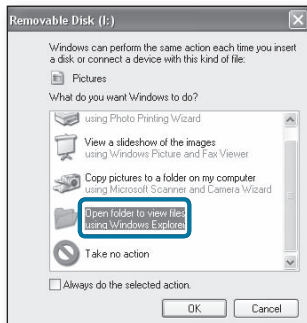 Removable Disk (I:)
Windows can perform the same action each time you insert
a disk or connect a device with this kind of file:
Pictures
What do you want Windows to do?
using Photo Printing Wizard
View a slideshow of the images
using Windows Picture and Fax Viewer
Copy pictures to a folder on my computer
using Microsoft Scanner and Camera Wizard
Open folder to view files
using Windows Explorer
Take no action
Always do the selected action.
OK
Cancel